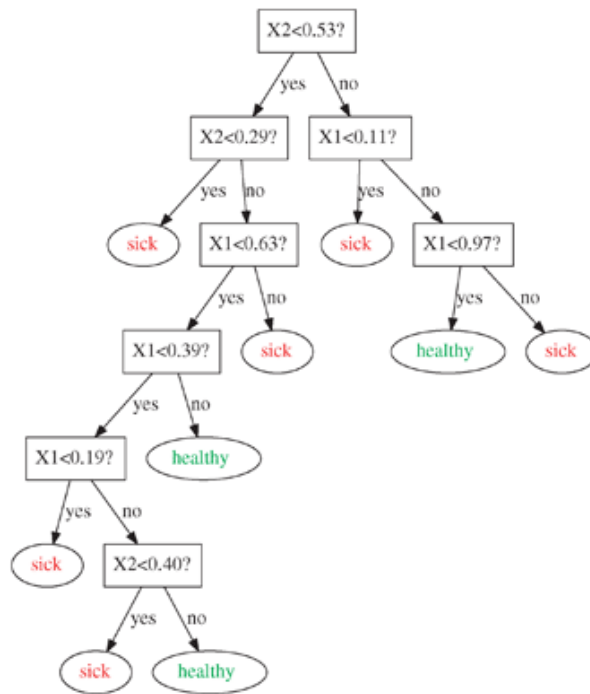 X2<0.53?
yes
no
X2<0.29?
X1<0.11?
yes
no
yes
no
sick
X1<0.63?
sick
X1<0.97?
yes
no
yes
no
X1<0.39?
sick
healthy
sick
yes
no
X1<0.19?
healthy
yes
no
sick
X2<0.40?
yes
no
sick
healthy